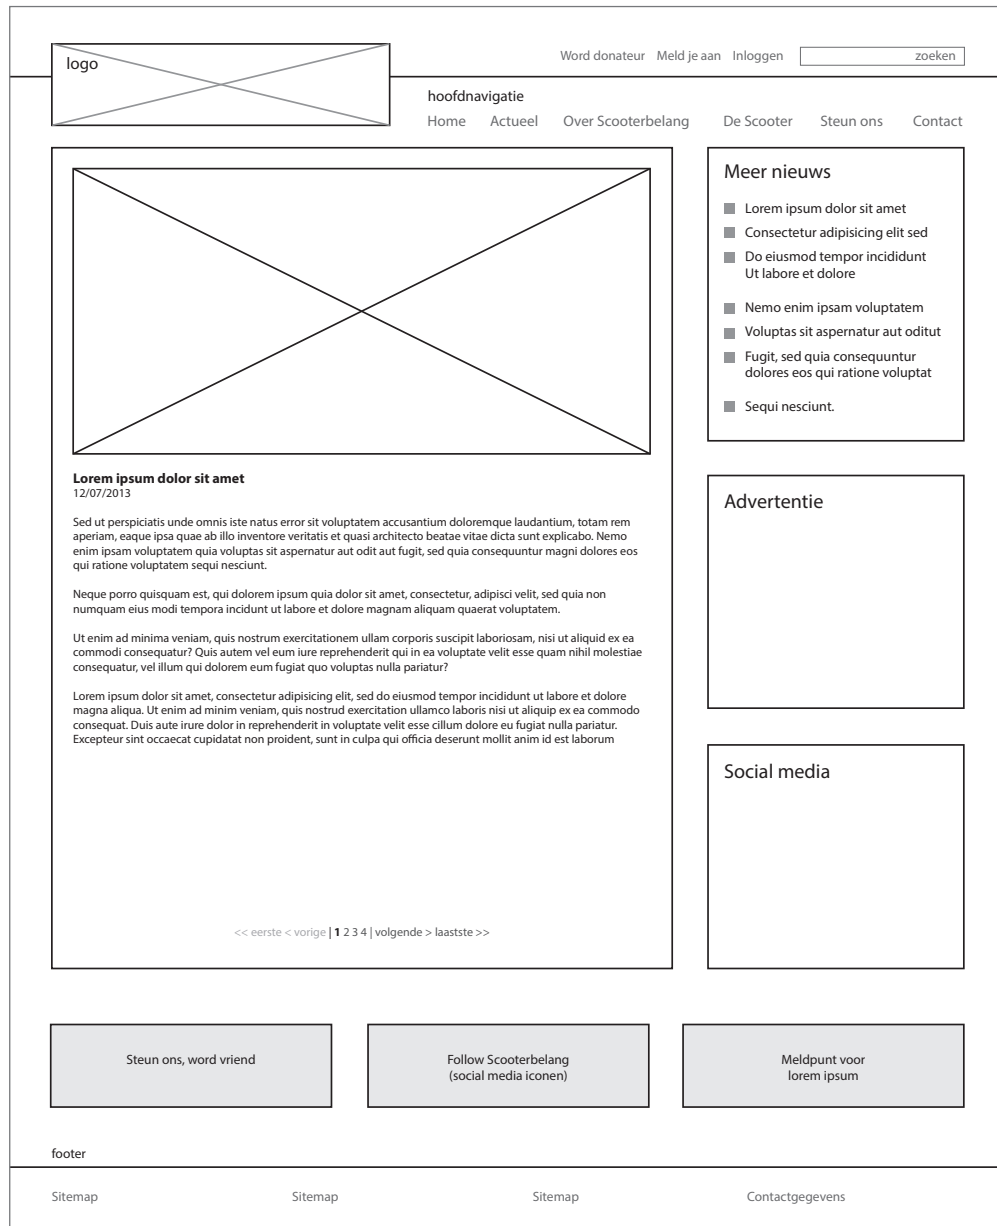 logo
Word donateur Meld je aan Inloggen zoeken
hoofdnavigatie
Home Actueel Over Scooterbelang De Scooter Steun ons Contact
Lorem ipsum dolor sit amet
12/07/2013
Sed ut perspiciatis unde omnis iste natus error sit voluptatem accusantium doloremque laudantium, totam rem
aperiam, eaque ipsa quae ab illo inventore veritatis et quasi architecto beatae vitae dicta sunt explicabo. Nemo
enim ipsam voluptatem quia voluptas sit aspernatur aut odit aut fugit, sed quia consequuntur magni dolores eos
qui ratione voluptatem sequi nesciunt.
Neque porro quisquam est, qui dolorem ipsum quia dolor sit amet, consectetur, adipisci velit, sed quia non
numquam eius modi tempora incidunt ut labore et dolore magnam aliquam quaerat voluptatem.
Ut enim ad minima veniam, quis nostrum exercitationem ullam corporis suscipit laboriosam, nisi ut aliquid ex ea
commodi consequatur? Quis autem vel eum iure reprehenderit qui in ea voluptate velit esse quam nihil molestiae
consequatur, vel illum qui dolorem eum fugiat quo voluptas nulla pariatur?
Lorem ipsum dolor sit amet, consectetur adipisicing elit, sed do eiusmod tempor incididunt ut labore et dolore
magna aliqua. Ut enim ad minim veniam, quis nostrud exercitation ullamco laboris nisi ut aliquip ex ea commodo
consequat. Duis aute irure dolor in reprehenderit in voluptate velit esse cillum dolore eu fugiat nulla pariatur.
Excepteur sint occaecat cupidatat non proident, sunt in culpa qui officia deserunt mollit anim id est laborum
<< eerste < vorige | 1 2 3 4 | volgende > laastste >>
Meer nieuws
Lorem ipsum dolor sit amet
Consectetur adipisicing elit sed
Do eiusmod tempor incididunt
Ut labore et dolore
Nemo enim ipsam voluptatem
Voluptas sit aspernatur aut oditut
Fugit, sed quia consequuntur
dolores eos qui ratione voluptat
Sequi nesciunt.
Advertentie
Social media
Steun ons, word vriend
Follow Scooterbelang
(social media iconen)
Meldpunt voor
lorem ipsum
footer
Sitemap Sitemap Sitemap Contactgegevens